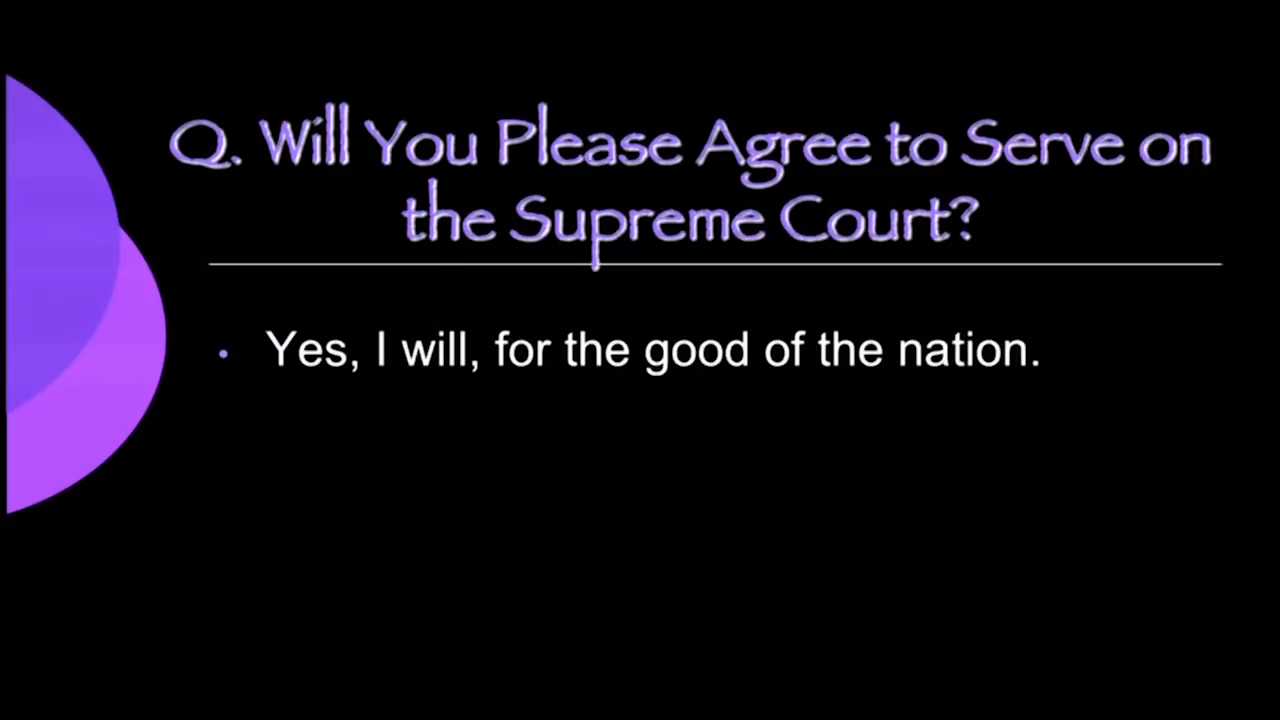 Q. Will You Please Agree to Serve on
the Supreme Court?
• Yes, I will, for the good of the nation.